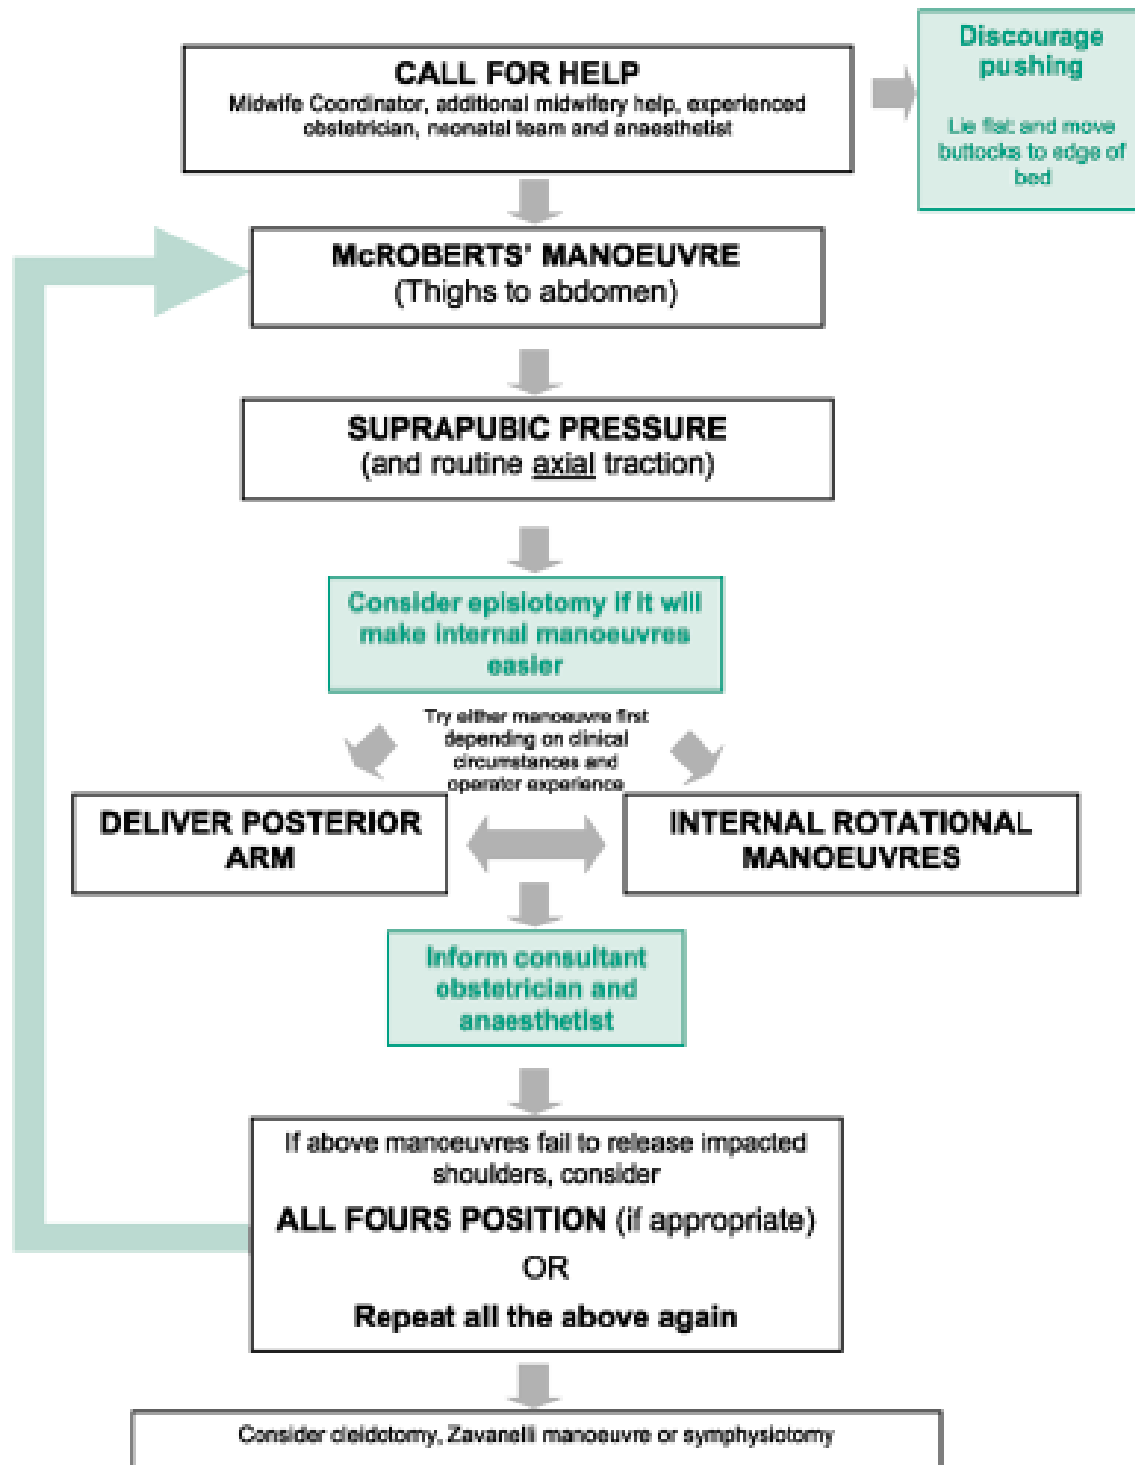 CALL FOR HELP
Midwife Coordinator, additional midwifery help, experienced
obstetrician, neonatal team and anaesthetist
Discourage
pushing
Lie flat and move
buttocks to edge of
bed
McROBERTS' MANOEUVRE
(Thighs to abdomen)
SUPRAPUBIC PRESSURE
(and routine axial traction)
Consider episiotomy if it will
make internal manoeuvres
easier
Try either manoeuvre first
depending on clinical
circumstances and
operator experience
DELIVER POSTERIOR
ARM
INTERNAL ROTATIONAL
MANOEUVRES
Inform consultant
obstetrician and
anaesthetist
If above manoeuvres fail to release impacted
shoulders, consider
ALL FOURS POSITION (if appropriate)
OR
Repeat all the above again
Consider cleidotomy, Zavanelli manoeuvre or symphysiotomy